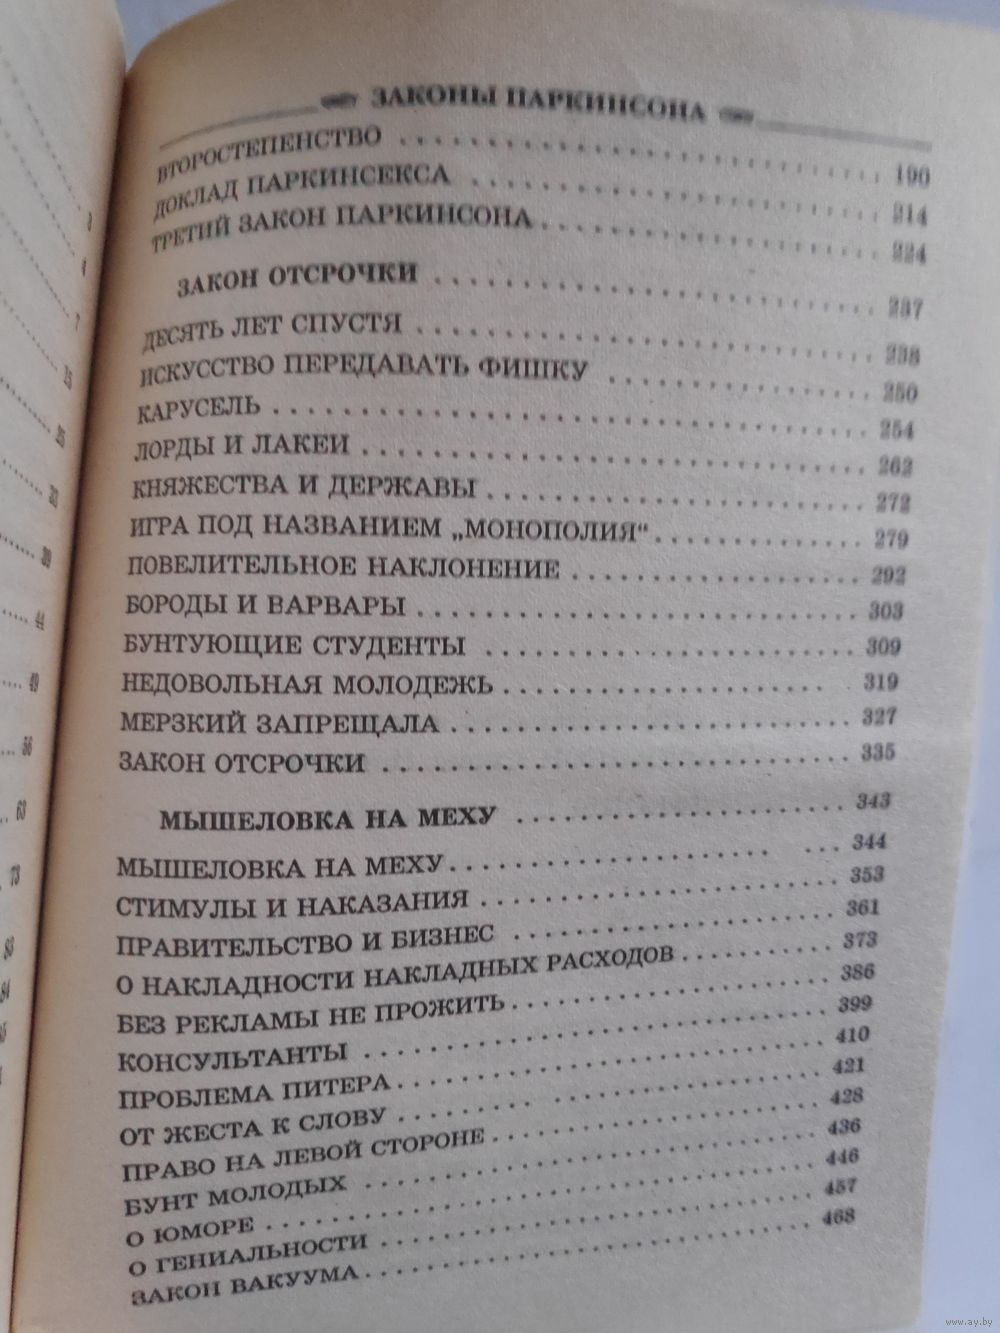 ЗАКОНЫ ПАРКИНСОНА
ВТОРОСТЕПЕНСТВО 190
ДОКЛАД ПАРКИНСЕКСА 214
ТРЕТИЙ ЗАКОН ПАРКИНСОНА 224
ЗАКОН ОТСРОЧКИ 237
ДЕСЯТЬ ЛЕТ СПУСТЯ 238
ИСКУССТВО ПЕРЕДАВАТЬ ФИШКУ 250
КАРУСЕЛЬ 254
ЛОРДЫ И ЛАКЕИ 262
КНЯЖЕСТВА И ДЕРЖАВЫ 272
ИГРА ПОД НАЗВАНИЕМ „МОНОПОЛИЯ“ 279
ПОВЕЛИТЕЛЬНОЕ НАКЛОНЕНИЕ 292
БОРОДЫ И ВАРВАРЫ 303
БУНТУЮЩИЕ СТУДЕНТЫ 309
НЕДОВОЛЬНАЯ МОЛОДЕЖЬ 319
МЕРЗКИЙ ЗАПРЕЩАЛА 327
ЗАКОН ОТСРОЧКИ 335
МЫШЕЛОВКА НА МЕХУ 343
МЫШЕЛОВКА НА МЕХУ 344
СТИМУЛЫ И НАКАЗАНИЯ 353
ПРАВИТЕЛЬСТВО И БИЗНЕС 361
О НАКЛАДНОСТИ НАКЛАДНЫХ РАСХОДОВ 373
БЕЗ РЕКЛАМЫ НЕ ПРОЖИТЬ 386
КОНСУЛЬТАНТЫ 399
ПРОБЛЕМА ПИТЕРА 410
ОТ ЖЕСТА К СЛОВУ 421
ПРАВО НА ЛЕВОЙ СТОРОНЕ 428
БУНТ МОЛОДЫХ 436
О ЮМОРЕ 446
О ГЕНИАЛЬНОСТИ 457
ЗАКОН ВАКУУМА 468
www.ay.by